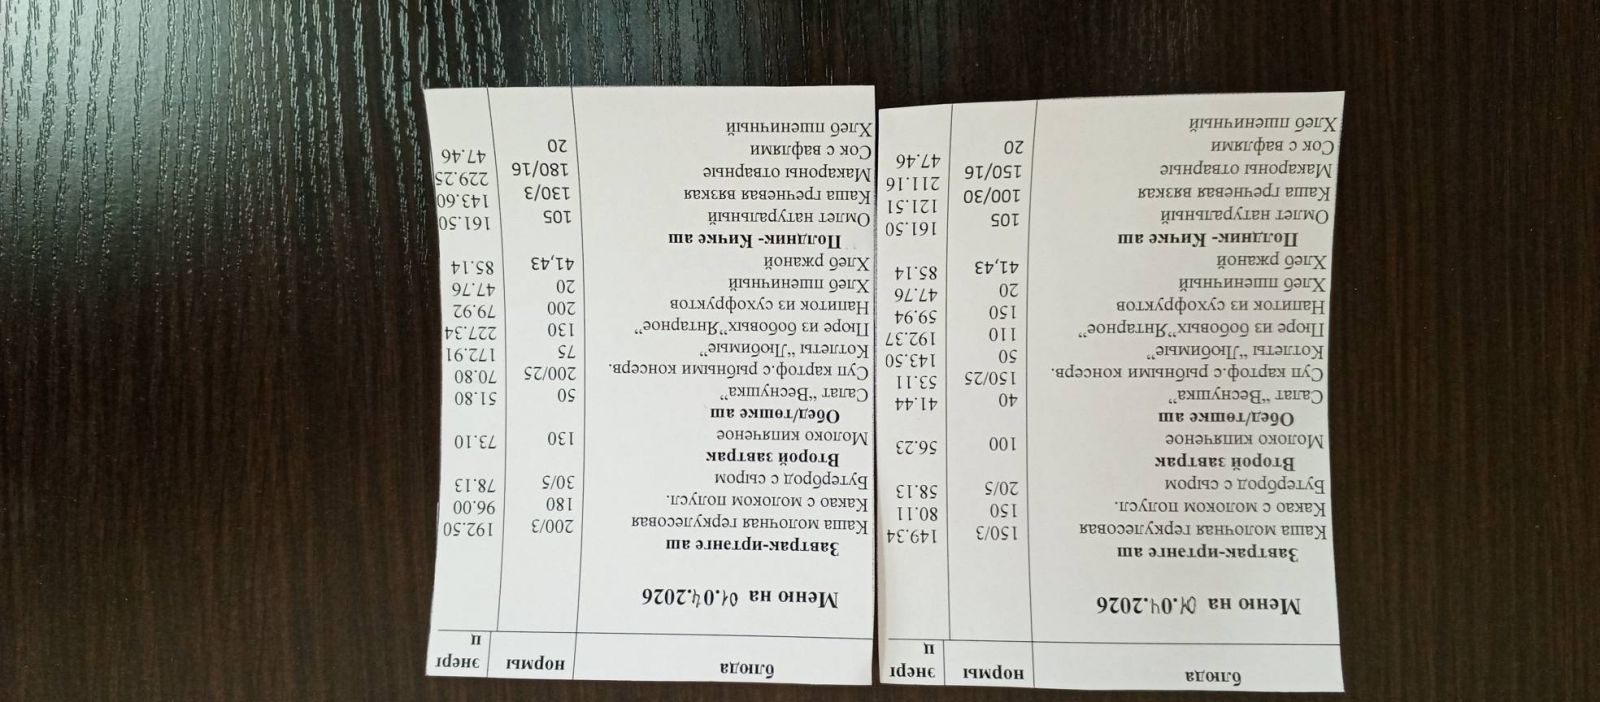 блюда нормы энерг
ц
Меню на 01.04.2026
Завтрак-иртэнге аш
Каша молочная геркулесовая 150/3 149.34
Какао с молоком полусл. 150 80.11
Бутерброд с сыром 20/5 58.13
Второй завтрак
Молоко кипяченое 100 56.23
Обед/төшке аш
Салат “Веснушка” 40 41.44
Суп картоф.с рыбными консерв. 150/25 53.11
Котлеты “Любимые” 50 143.50
Пюре из бобовых”Янтарное” 110 192.37
Напиток из сухофруктов 150 59.94
Хлеб пшеничный 20 47.76
Хлеб ржаной 41,43 85.14
Полдник- Кичке аш
Омлет натуральный 105 161.50
Каша гречневая вязкая 100/30 121.51
Макароны отварные 150/16 211.16
Сок с вафлями 20 47.46
Хлеб пшеничный
блюда нормы энерг
ц
Меню на 01.04.2026
Завтрак-иртэнге аш
Каша молочная геркулесовая 200/3 192.50
Какао с молоком полусл. 180 96.00
Бутерброд с сыром 30/5 78.13
Второй завтрак
Молоко кипяченое 130 73.10
Обед/төшке аш
Салат “Веснушка” 50 51.80
Суп картоф.с рыбными консерв. 200/25 70.80
Котлеты “Любимые” 75 172.91
Пюре из бобовых”Янтарное” 130 227.34
Напиток из сухофруктов 200 79.92
Хлеб пшеничный 20 47.76
Хлеб ржаной 41,43 85.14
Полдник- Кичке аш
Омлет натуральный 105 161.50
Каша гречневая вязкая 130/3 143.60
Макароны отварные 180/16 229.25
Сок с вафлями 20 47.46
Хлеб пшеничный